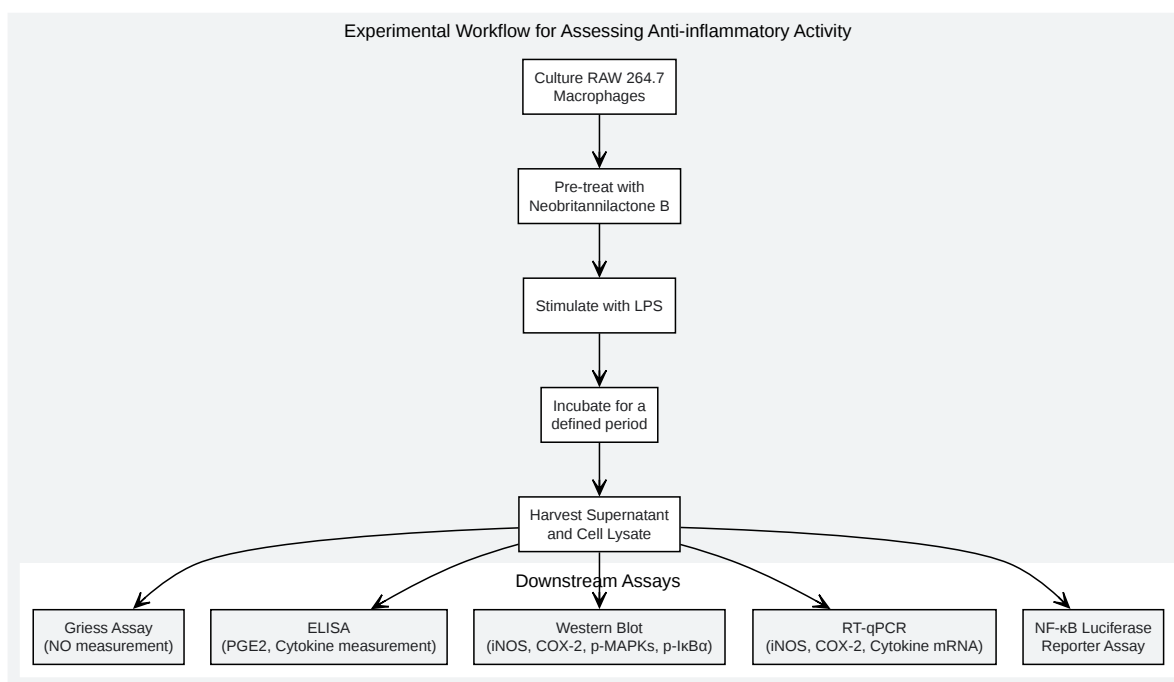 Experimental Workflow for Assessing Anti-inflammatory Activity
Culture RAW 264.7
Macrophages
Pre-treat with
Neobritannilactone B
Stimulate with LPS
Incubate for a
defined period
Harvest Supernatant
and Cell Lysate
Downstream Assays
Griess Assay
(NO measurement)
ELISA
(PGE2, Cytokine measurement)
Western Blot
(iNOS, COX-2, p-MAPKs, p-IκBα)
RT-qPCR
(iNOS, COX-2, Cytokine mRNA)
NF-κB Luciferase
Reporter Assay